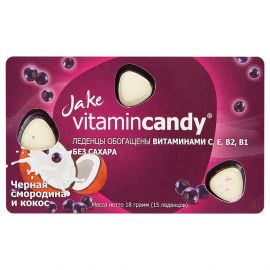 Jake
vitamincandy®
ЛЕДЕНЦЫ ОБОГАЩЕНЫ ВИТАМИНАМИ С, Е, В2, В1
БЕЗ САХАРА
Черная
смородина
и кокос
Масса нетто 18 грамм (15 леденцов)